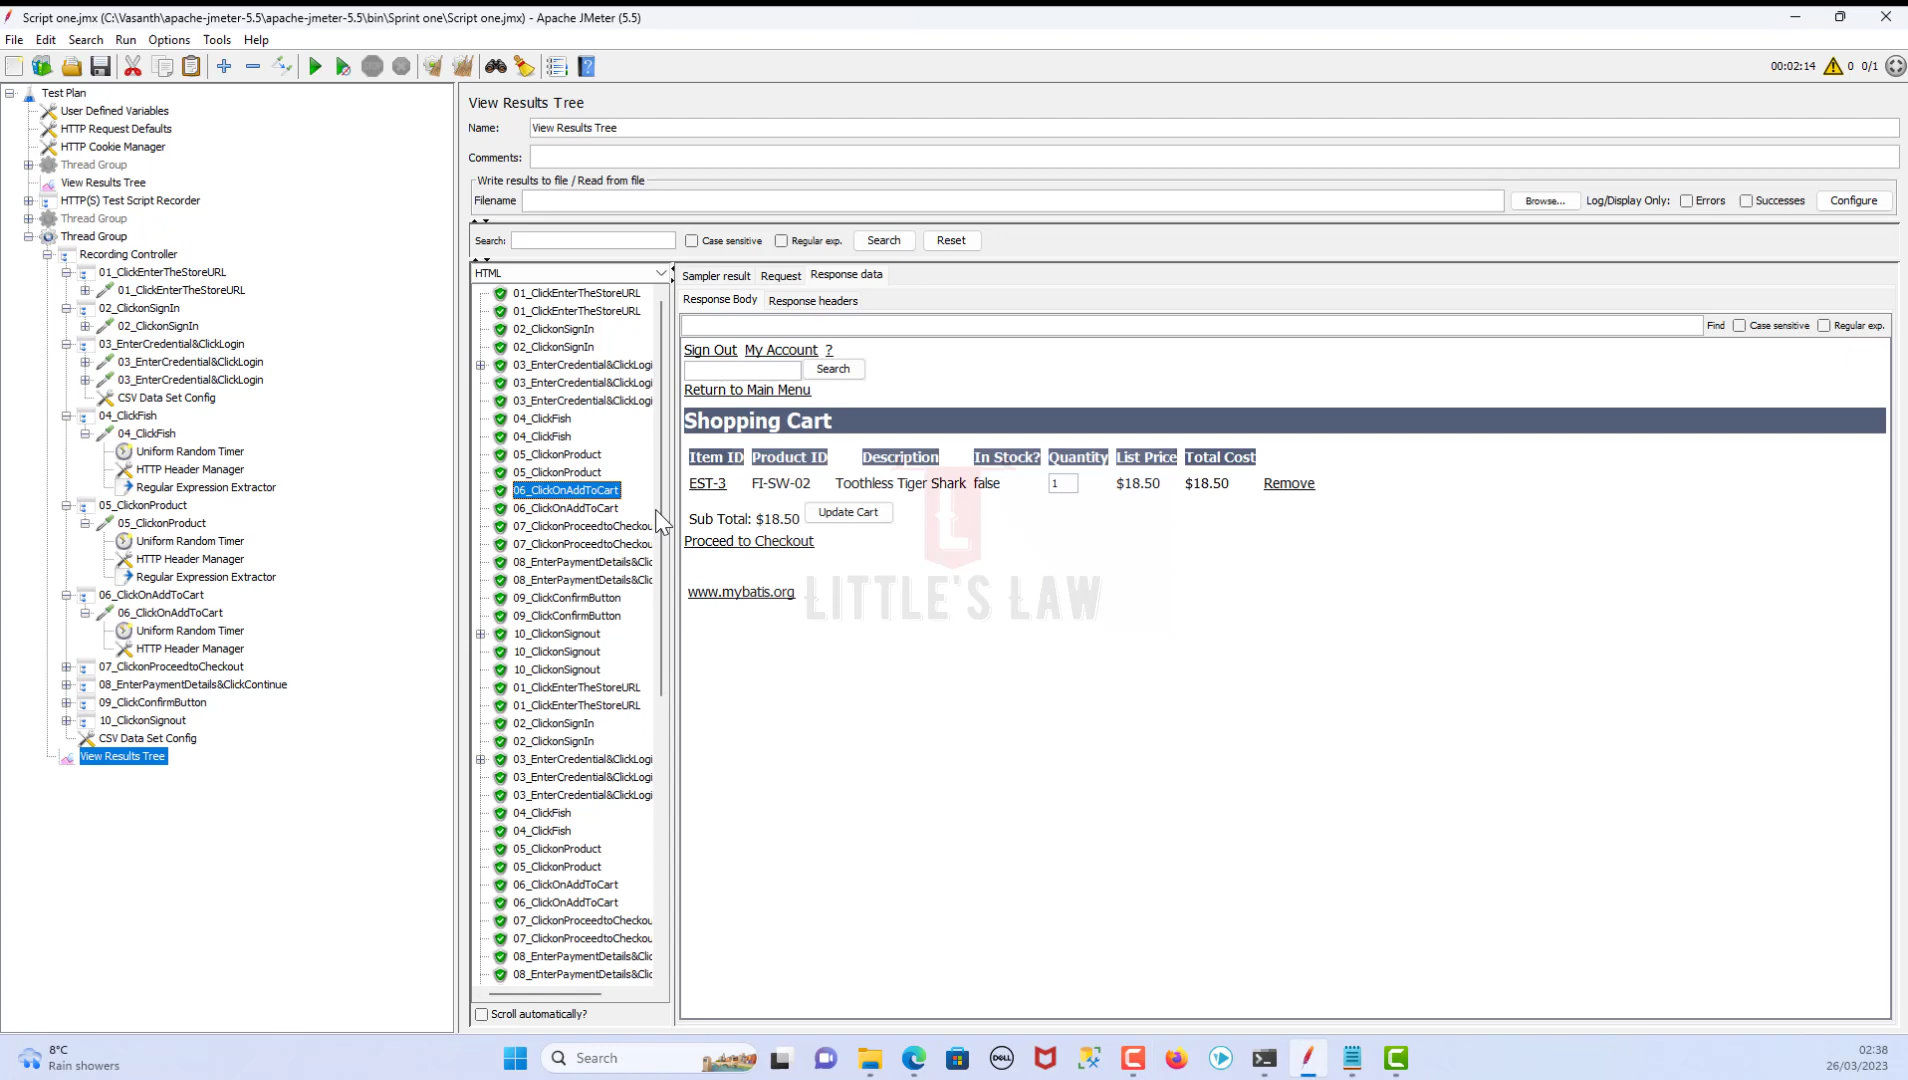 Script one.jmx (C:\Vasanth\apache-jmeter-5.5\apache-jmeter-5.5\bin\Sprint one\Script one.jmx) - Apache JMeter (5.5)
File Edit Search Run Options Tools Help
00:02:14 0 0/1
Test Plan
User Defined Variables
HTTP Request Defaults
HTTP Cookie Manager
Thread Group
View Results Tree
HTTP(S) Test Script Recorder
Thread Group
Thread Group
Recording Controller
01_ClickEnterTheStoreURL
01_ClickEnterTheStoreURL
02_ClickonSignIn
02_ClickonSignIn
03_EnterCredential&ClickLogin
03_EnterCredential&ClickLogin
03_EnterCredential&ClickLogin
CSV Data Set Config
04_ClickFish
04_ClickFish
Uniform Random Timer
HTTP Header Manager
Regular Expression Extractor
05_ClickonProduct
05_ClickonProduct
Uniform Random Timer
HTTP Header Manager
Regular Expression Extractor
06_ClickOnAddToCart
06_ClickOnAddToCart
Uniform Random Timer
HTTP Header Manager
07_ClickonProceedtoCheckout
08_EnterPaymentDetails&ClickContinue
09_ClickConfirmButton
10_ClickonSignout
CSV Data Set Config
View Results Tree
View Results Tree
Name: View Results Tree
Comments:
Write results to file / Read from file
Filename Browse... Log/Display Only: Errors Successes Configure
Search: Case sensitive Regular exp. Search Reset
HTML
01_ClickEnterTheStoreURL
01_ClickEnterTheStoreURL
02_ClickonSignIn
02_ClickonSignIn
03_EnterCredential&ClickLogi
03_EnterCredential&ClickLogi
03_EnterCredential&ClickLogi
04_ClickFish
04_ClickFish
05_ClickonProduct
05_ClickonProduct
06_ClickOnAddToCart
06_ClickOnAddToCart
07_ClickonProceedtoCheckou
07_ClickonProceedtoCheckou
08_EnterPaymentDetails&Clic
08_EnterPaymentDetails&Clic
09_ClickConfirmButton
09_ClickConfirmButton
10_ClickonSignout
10_ClickonSignout
10_ClickonSignout
01_ClickEnterTheStoreURL
01_ClickEnterTheStoreURL
02_ClickonSignIn
02_ClickonSignIn
03_EnterCredential&ClickLogi
03_EnterCredential&ClickLogi
03_EnterCredential&ClickLogi
04_ClickFish
04_ClickFish
05_ClickonProduct
05_ClickonProduct
06_ClickOnAddToCart
06_ClickOnAddToCart
07_ClickonProceedtoCheckou
07_ClickonProceedtoCheckou
08_EnterPaymentDetails&Clic
08_EnterPaymentDetails&Clic
Scroll automatically?
Sampler result Request Response data
Response Body Response headers
Find Case sensitive Regular exp.
Sign Out My Account ?
Search
Return to Main Menu
Shopping Cart
Item ID Product ID Description In Stock? Quantity List Price Total Cost
EST-3 FI-SW-02 Toothless Tiger Shark false 1 $18.50 $18.50 Remove
Sub Total: $18.50 Update Cart
Proceed to Checkout
www.mybatis.org
L
LITTLE'S LAW
8°C
Rain showers
Search
DELL
02:38
26/03/2023